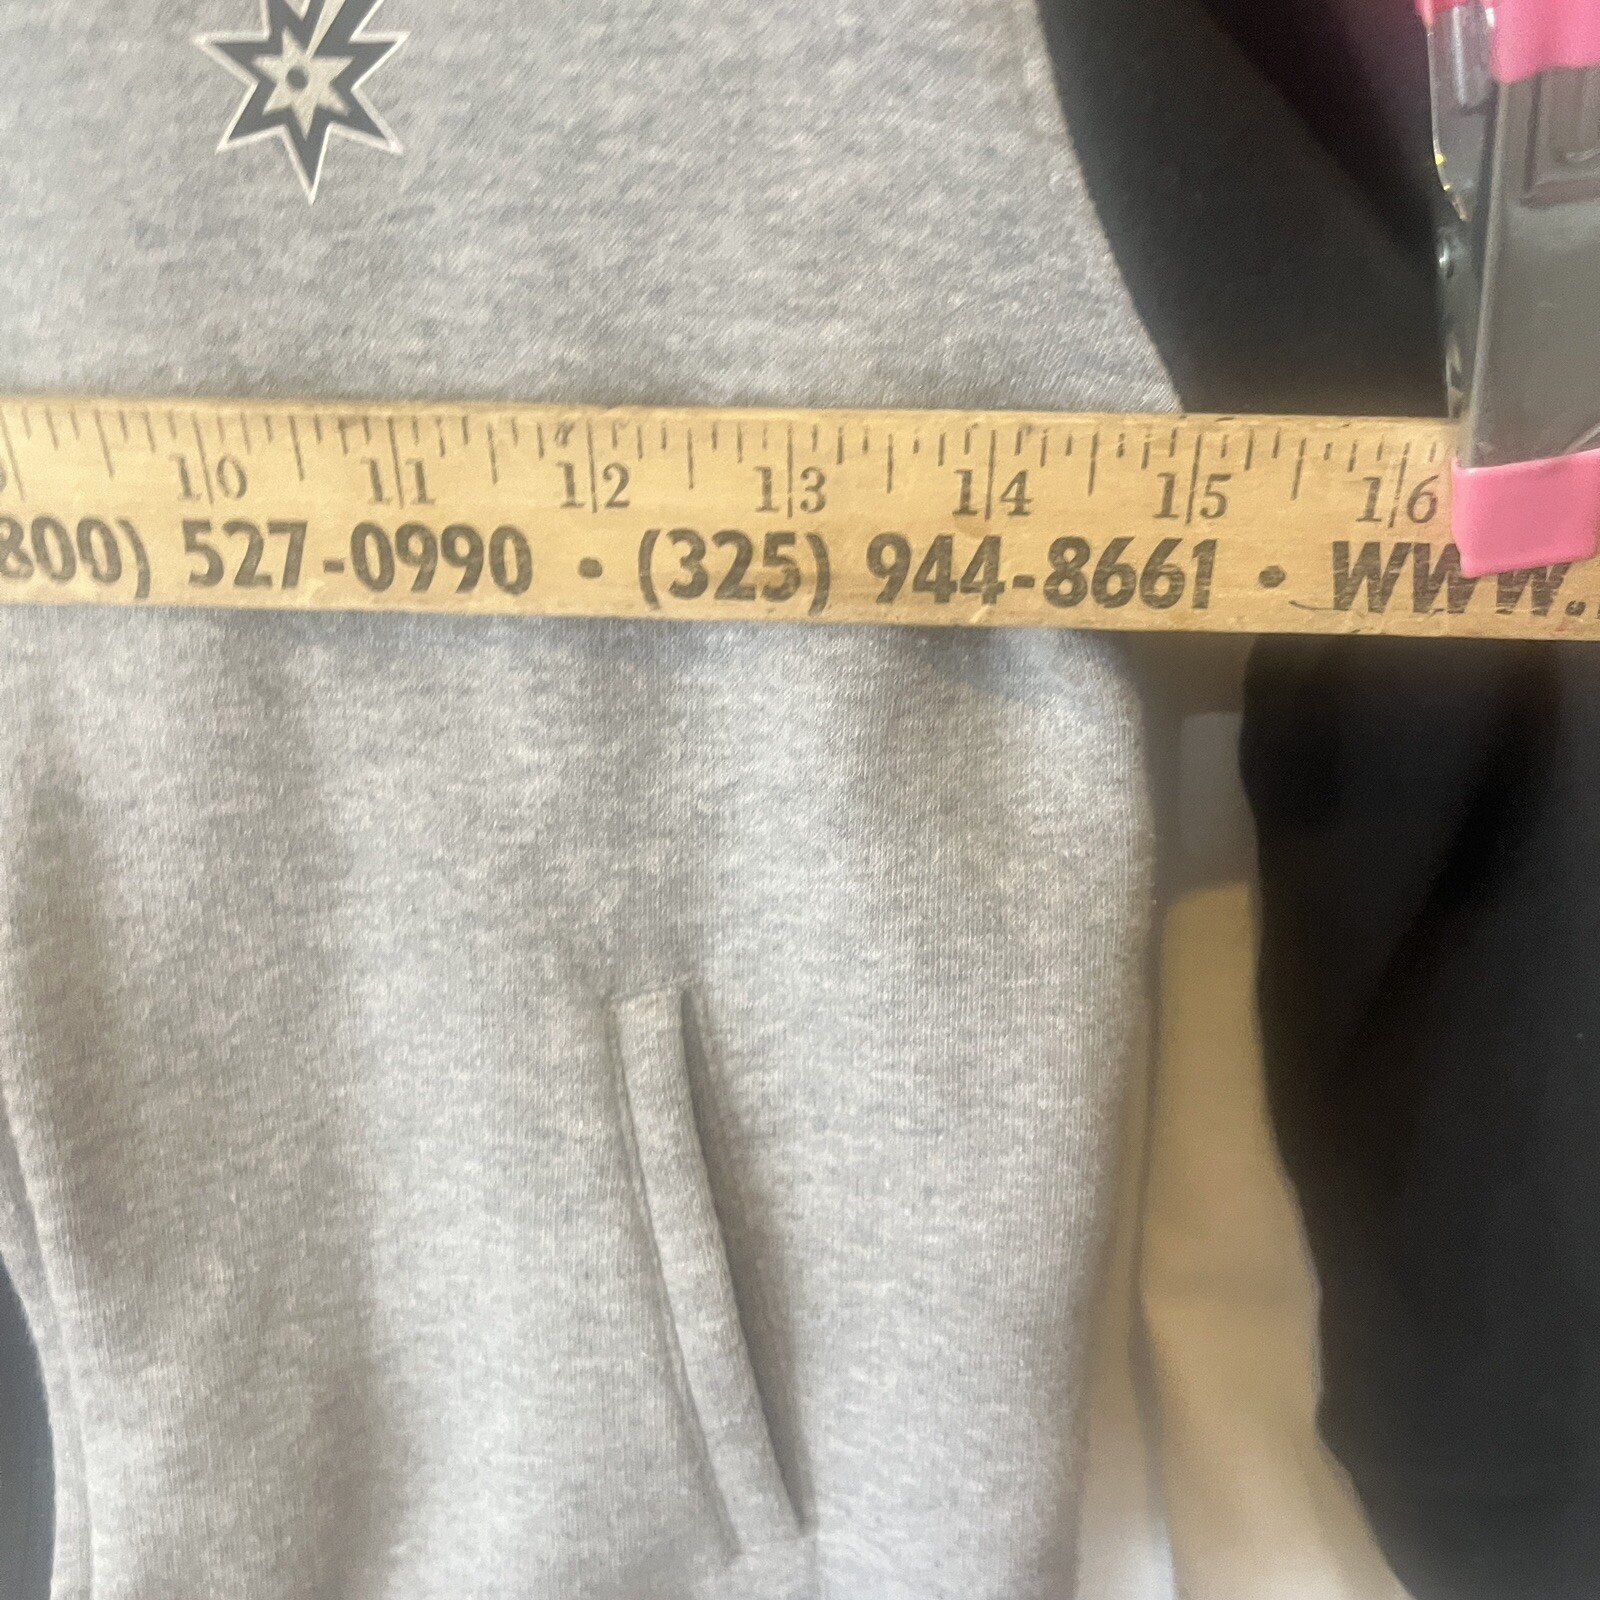 10 11 12 13 14 15 16
800) 527-0990 • (325) 944-8661 • WWW.